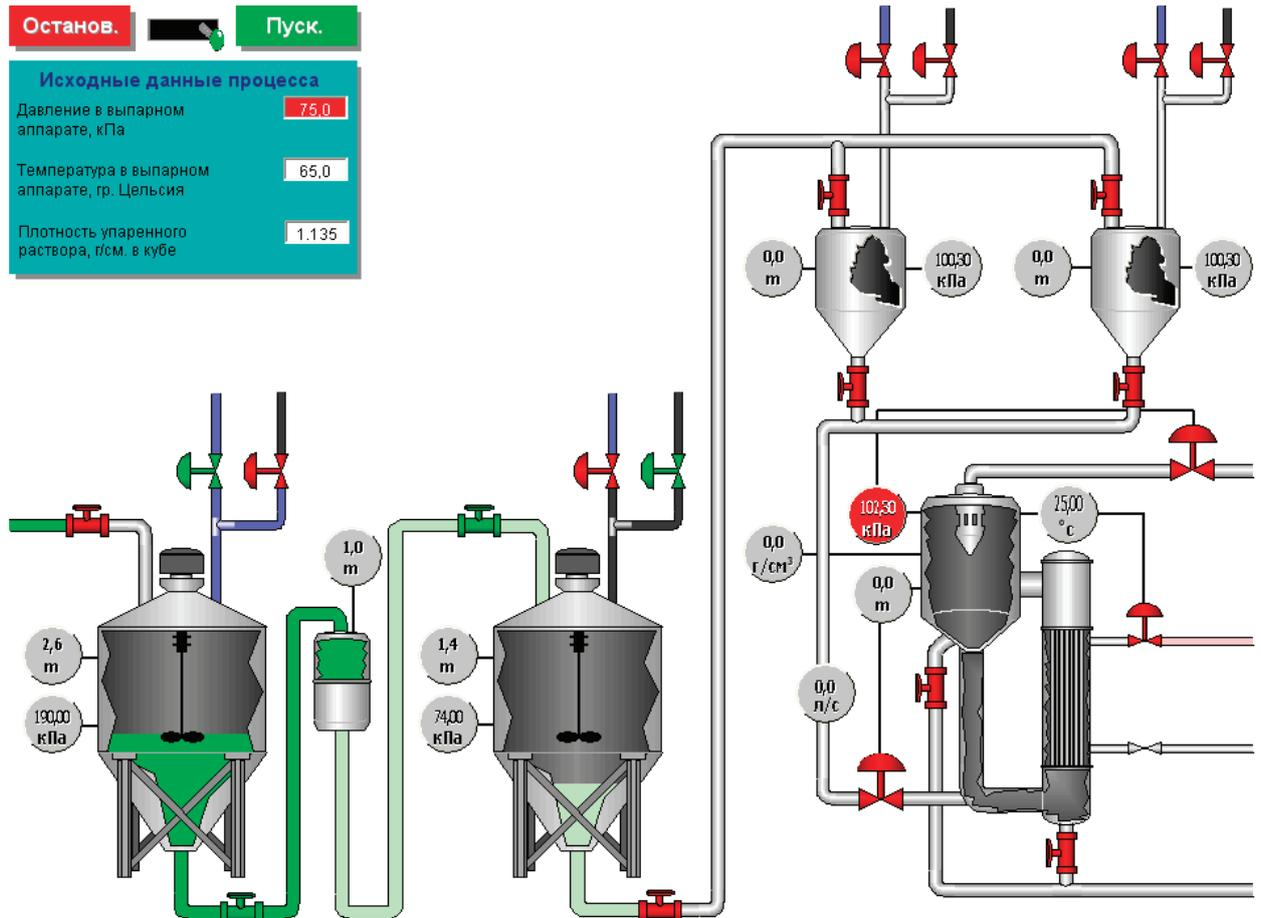 Останов.
Пуск.
Исходные данные процесса
Давление в выпарном
аппарате, кПа
75,0
Температура в выпарном
аппарате, гр. Цельсия
65,0
Плотность упаренного
раствора, г/см. в кубе
1.135
0,0
m
100,30
кПа
0,0
m
100,30
кПа
102,30
кПа
25,00
°c
0,0
г/см³
0,0
m
1,0
m
2,6
m
1,4
m
0,0
л/с
190,00
кПа
74,00
кПа